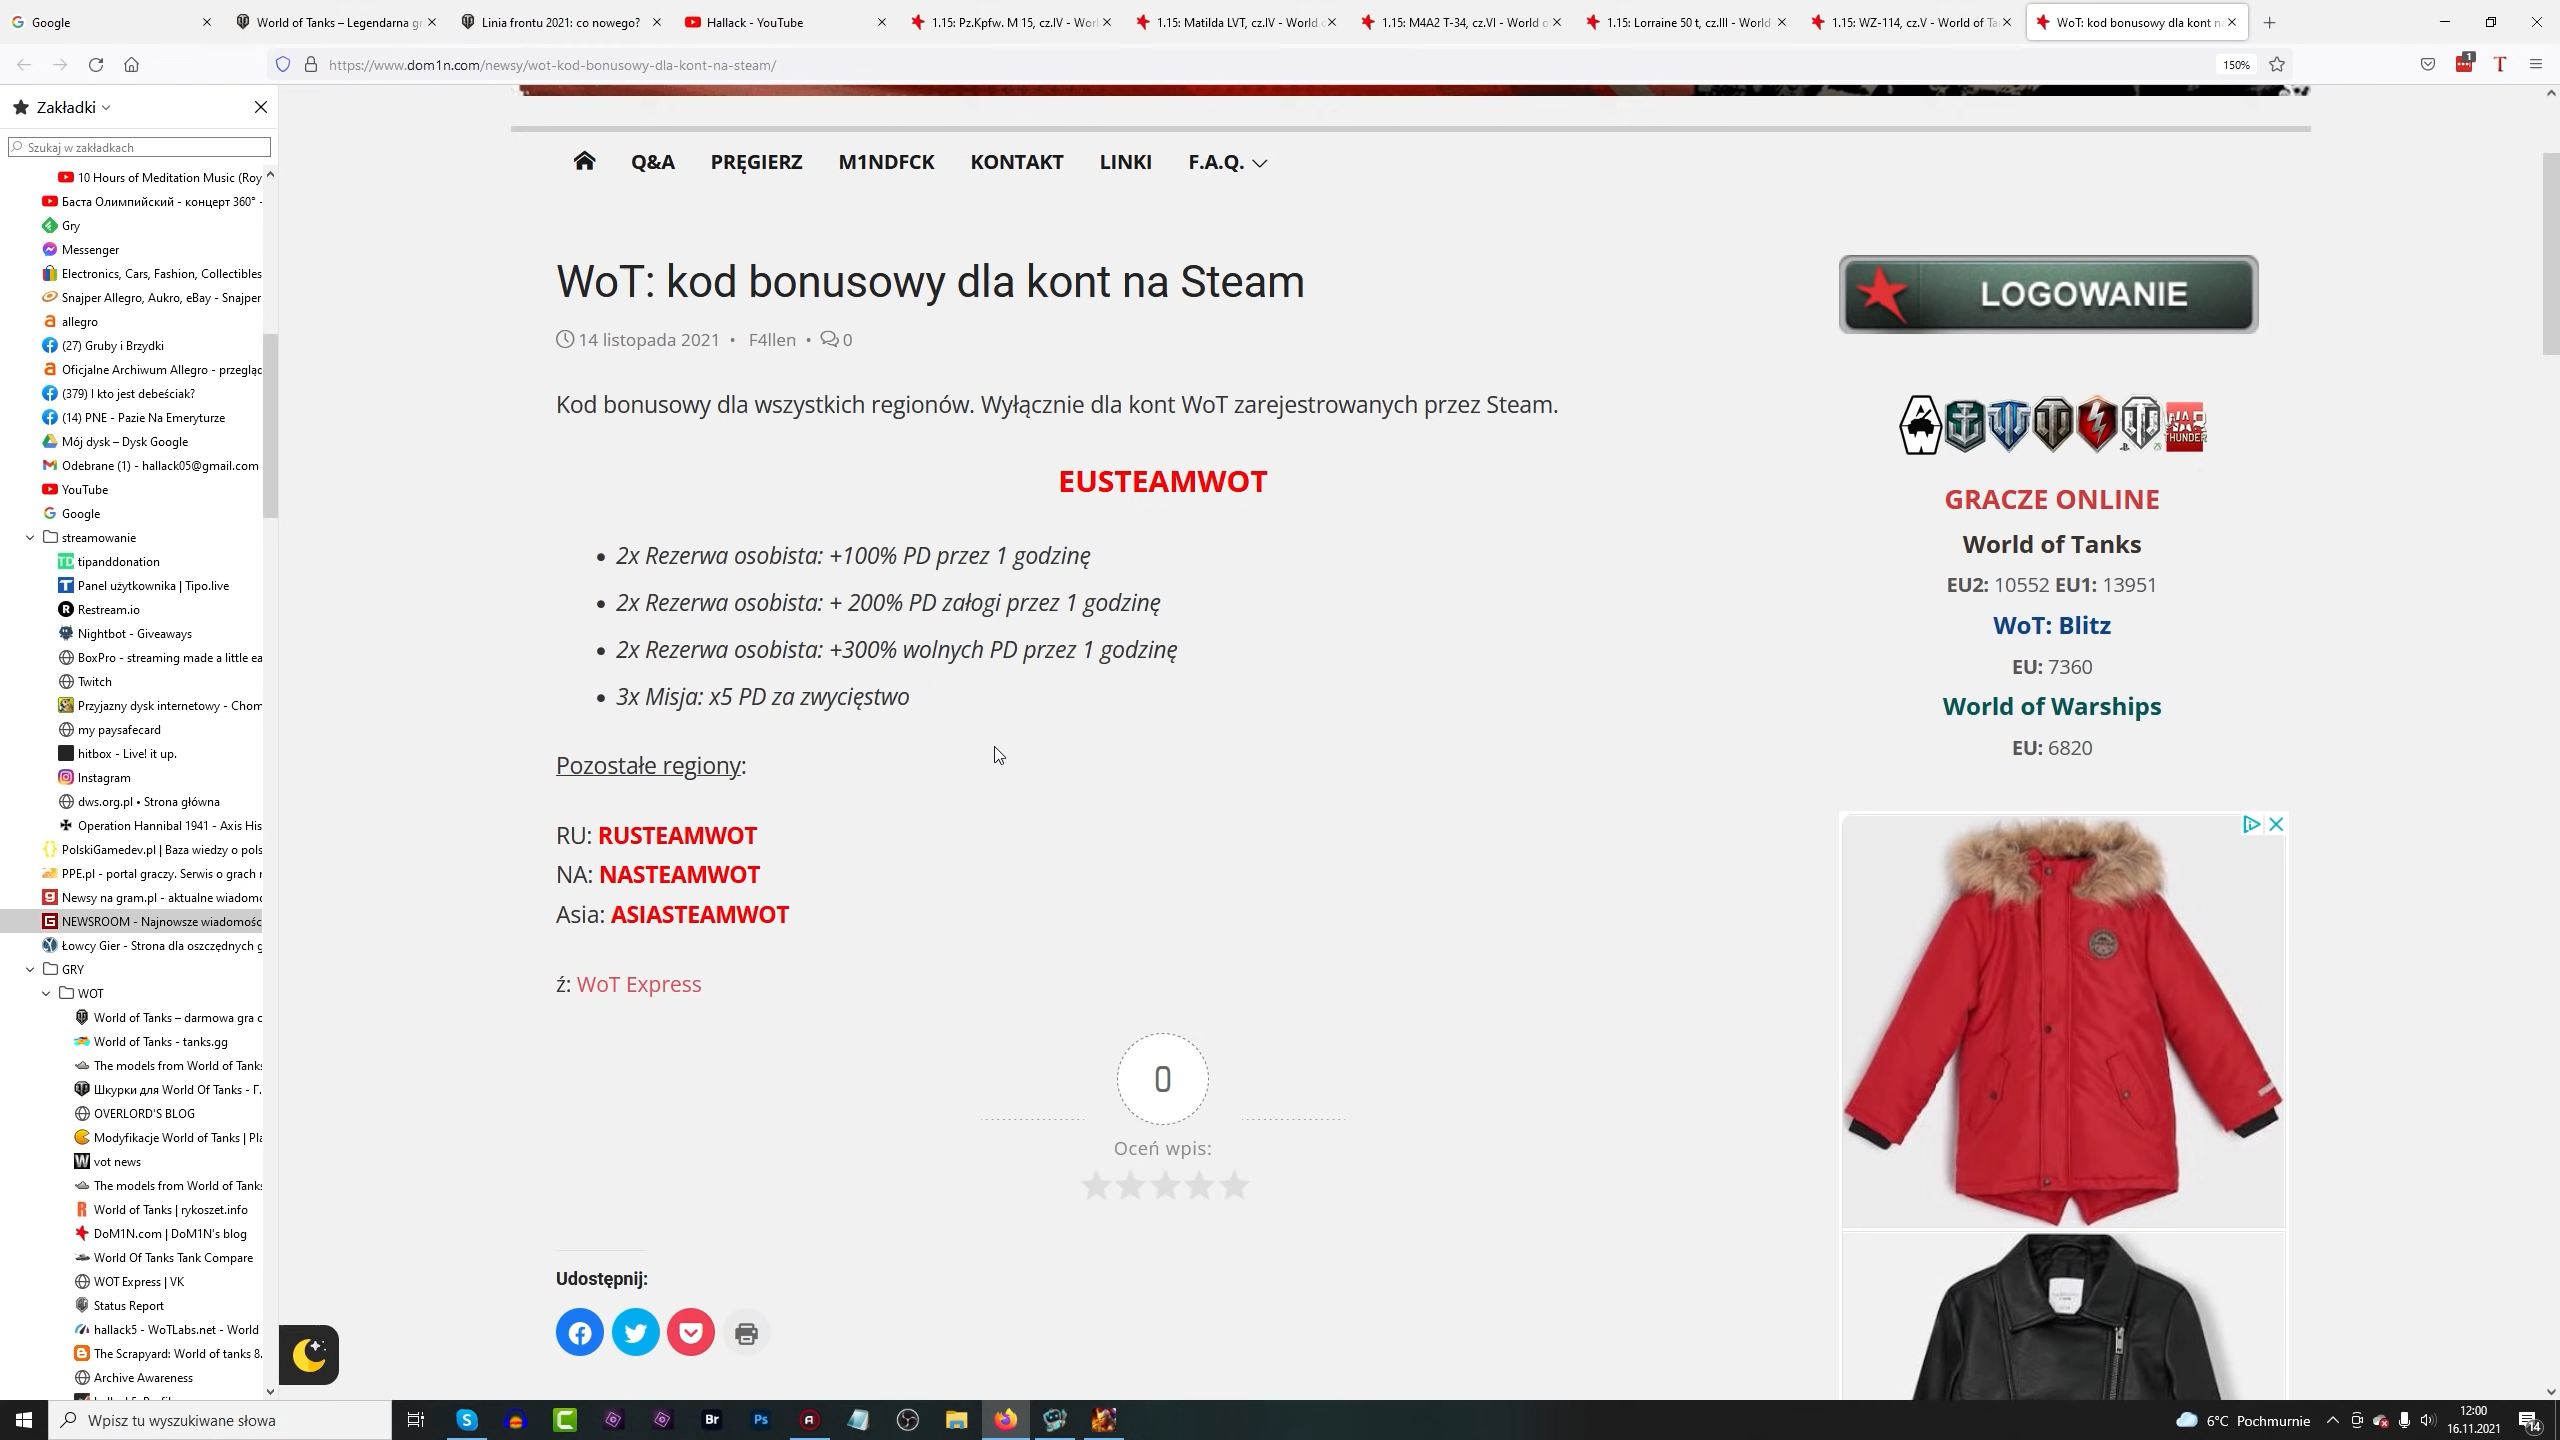 Google
World of Tanks – Legendarna gr
Linia frontu 2021: co nowego?
Hallack - YouTube
1.15: Pz.Kpfw. M 15, cz.IV - Worl
1.15: Matilda LVT, cz.IV - World
1.15: M4A2 T-34, cz.VI - World o
1.15: Lorraine 50 t, cz.III - World
1.15: WZ-114, cz.V - World of Ta
WoT: kod bonusowy dla kont n
https://www.dom1n.com/newsy/wot-kod-bonusowy-dla-kont-na-steam/
150%
1
Zakładki
Szukaj w zakładkach
10 Hours of Meditation Music (Roy
Баста Олимпийский - концерт 360° -
Gry
Messenger
Electronics, Cars, Fashion, Collectibles
Snajper Allegro, Aukro, eBay - Snajper
allegro
(27) Gruby i Brzydki
Oficjalne Archiwum Allegro - przegląd
(379) I kto jest debeściak?
(14) PNE - Pazie Na Emeryturze
Mój dysk – Dysk Google
Odebrane (1) - hallack05@gmail.com
YouTube
Google
streamowanie
tipanddonation
Panel użytkownika | Tipo.live
Restream.io
Nightbot - Giveaways
BoxPro - streaming made a little ea
Twitch
Przyjazny dysk internetowy - Chom
my paysafecard
hitbox - Live! it up.
Instagram
dws.org.pl • Strona główna
Operation Hannibal 1941 - Axis His
PolskiGamedev.pl | Baza wiedzy o pols
PPE.pl - portal graczy. Serwis o grach
Newsy na gram.pl - aktualne wiadomo
NEWSROOM - Najnowsze wiadomośc
Łowcy Gier - Strona dla oszczędnych g
GRY
WOT
World of Tanks – darmowa gra o
World of Tanks - tanks.gg
The models from World of Tanks
Шкурки для World Of Tanks - Г.
OVERLORD'S BLOG
Modyfikacje World of Tanks | Pla
vot news
The models from World of Tanks
World of Tanks | rykoszet.info
DoM1N.com | DoM1N's blog
World Of Tanks Tank Compare
WOT Express | VK
Status Report
hallack5 - WoTLabs.net - World
The Scrapyard: World of tanks 8.
Archive Awareness
Q&A
PRĘGIERZ
M1NDFCK
KONTAKT
LINKI
F.A.Q.
WoT: kod bonusowy dla kont na Steam
14 listopada 2021 • F4llen • 0
Kod bonusowy dla wszystkich regionów. Wyłącznie dla kont WoT zarejestrowanych przez Steam.
EUSTEAMWOT
• 2x Rezerwa osobista: +100% PD przez 1 godzinę
• 2x Rezerwa osobista: + 200% PD załogi przez 1 godzinę
• 2x Rezerwa osobista: +300% wolnych PD przez 1 godzinę
• 3x Misja: x5 PD za zwycięstwo
Pozostałe regiony:
RU: RUSTEAMWOT
NA: NASTEAMWOT
Asia: ASIASTEAMWOT
ź: WoT Express
0
Oceń wpis:
Udostępnij:
LOGOWANIE
WAR THUNDER
GRACZE ONLINE
World of Tanks
EU2: 10552 EU1: 13951
WoT: Blitz
EU: 7360
World of Warships
EU: 6820
Wpisz tu wyszukiwane słowa
Br
Ps
6°C Pochmurnie
12:00
16.11.2021
14